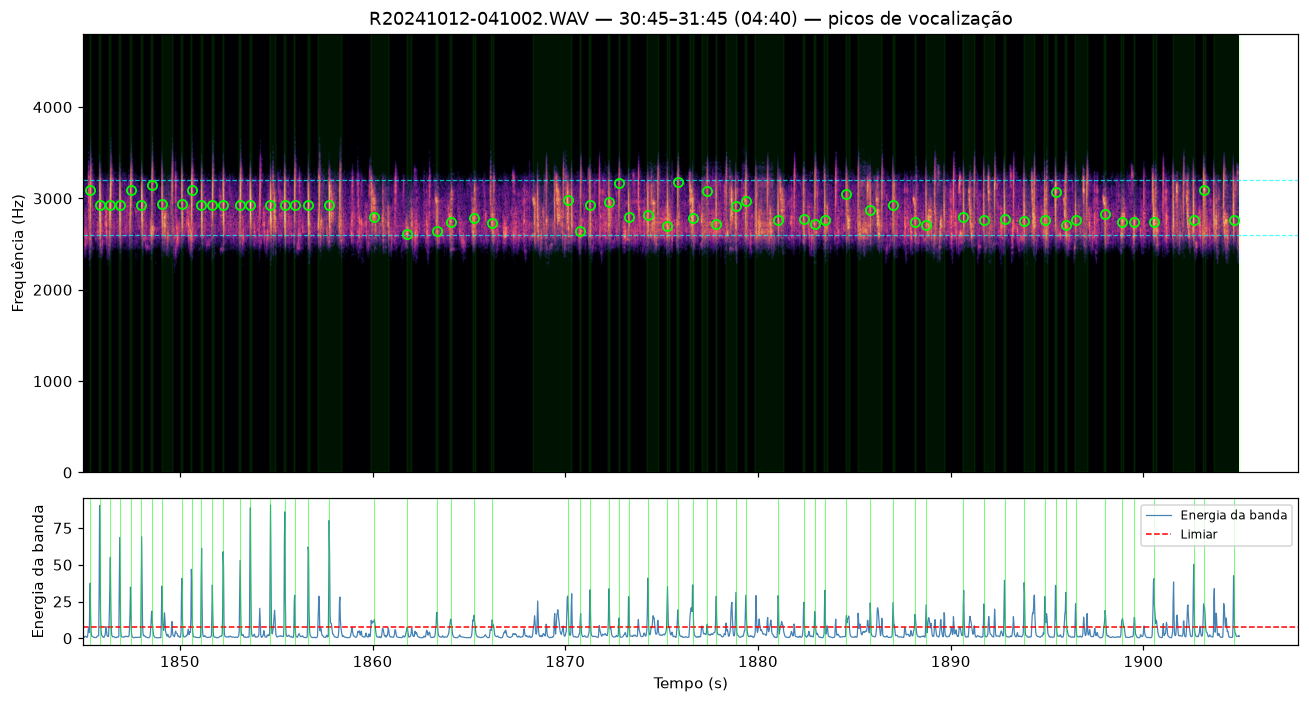 R20241012-041002.WAV — 30:45–31:45 (04:40) — picos de vocalização
Frequência (Hz)
4000
3000
2000
1000
0
Energia da banda
75
50
25
0
Energia da banda
Limiar
1850
1860
1870
1880
1890
1900
Tempo (s)